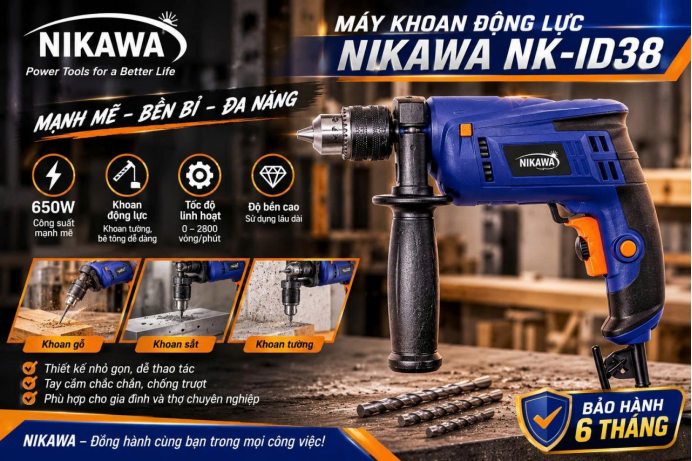 NIKAWA
Power Tools for a Better Life
MÁY KHOAN ĐỘNG LỰC
NIKAWA NK-ID38
MẠNH MẼ – BỀN BỈ – ĐA NĂNG
650W
Công suất
mạnh mẽ
Khoan
động lực
Khoan tường,
bê tông dễ dàng
Tốc độ
linh hoạt
0 – 2800
vòng/phút
Độ bền cao
Sử dụng lâu dài
NIKAWA
Khoan gỗ
Khoan sắt
Khoan tường
Thiết kế nhỏ gọn, dễ thao tác
Tay cầm chắc chắn, chống trượt
Phù hợp cho gia đình và thợ chuyên nghiệp
BẢO HÀNH
6 THÁNG
NIKAWA – Đồng hành cùng bạn trong mọi công việc!